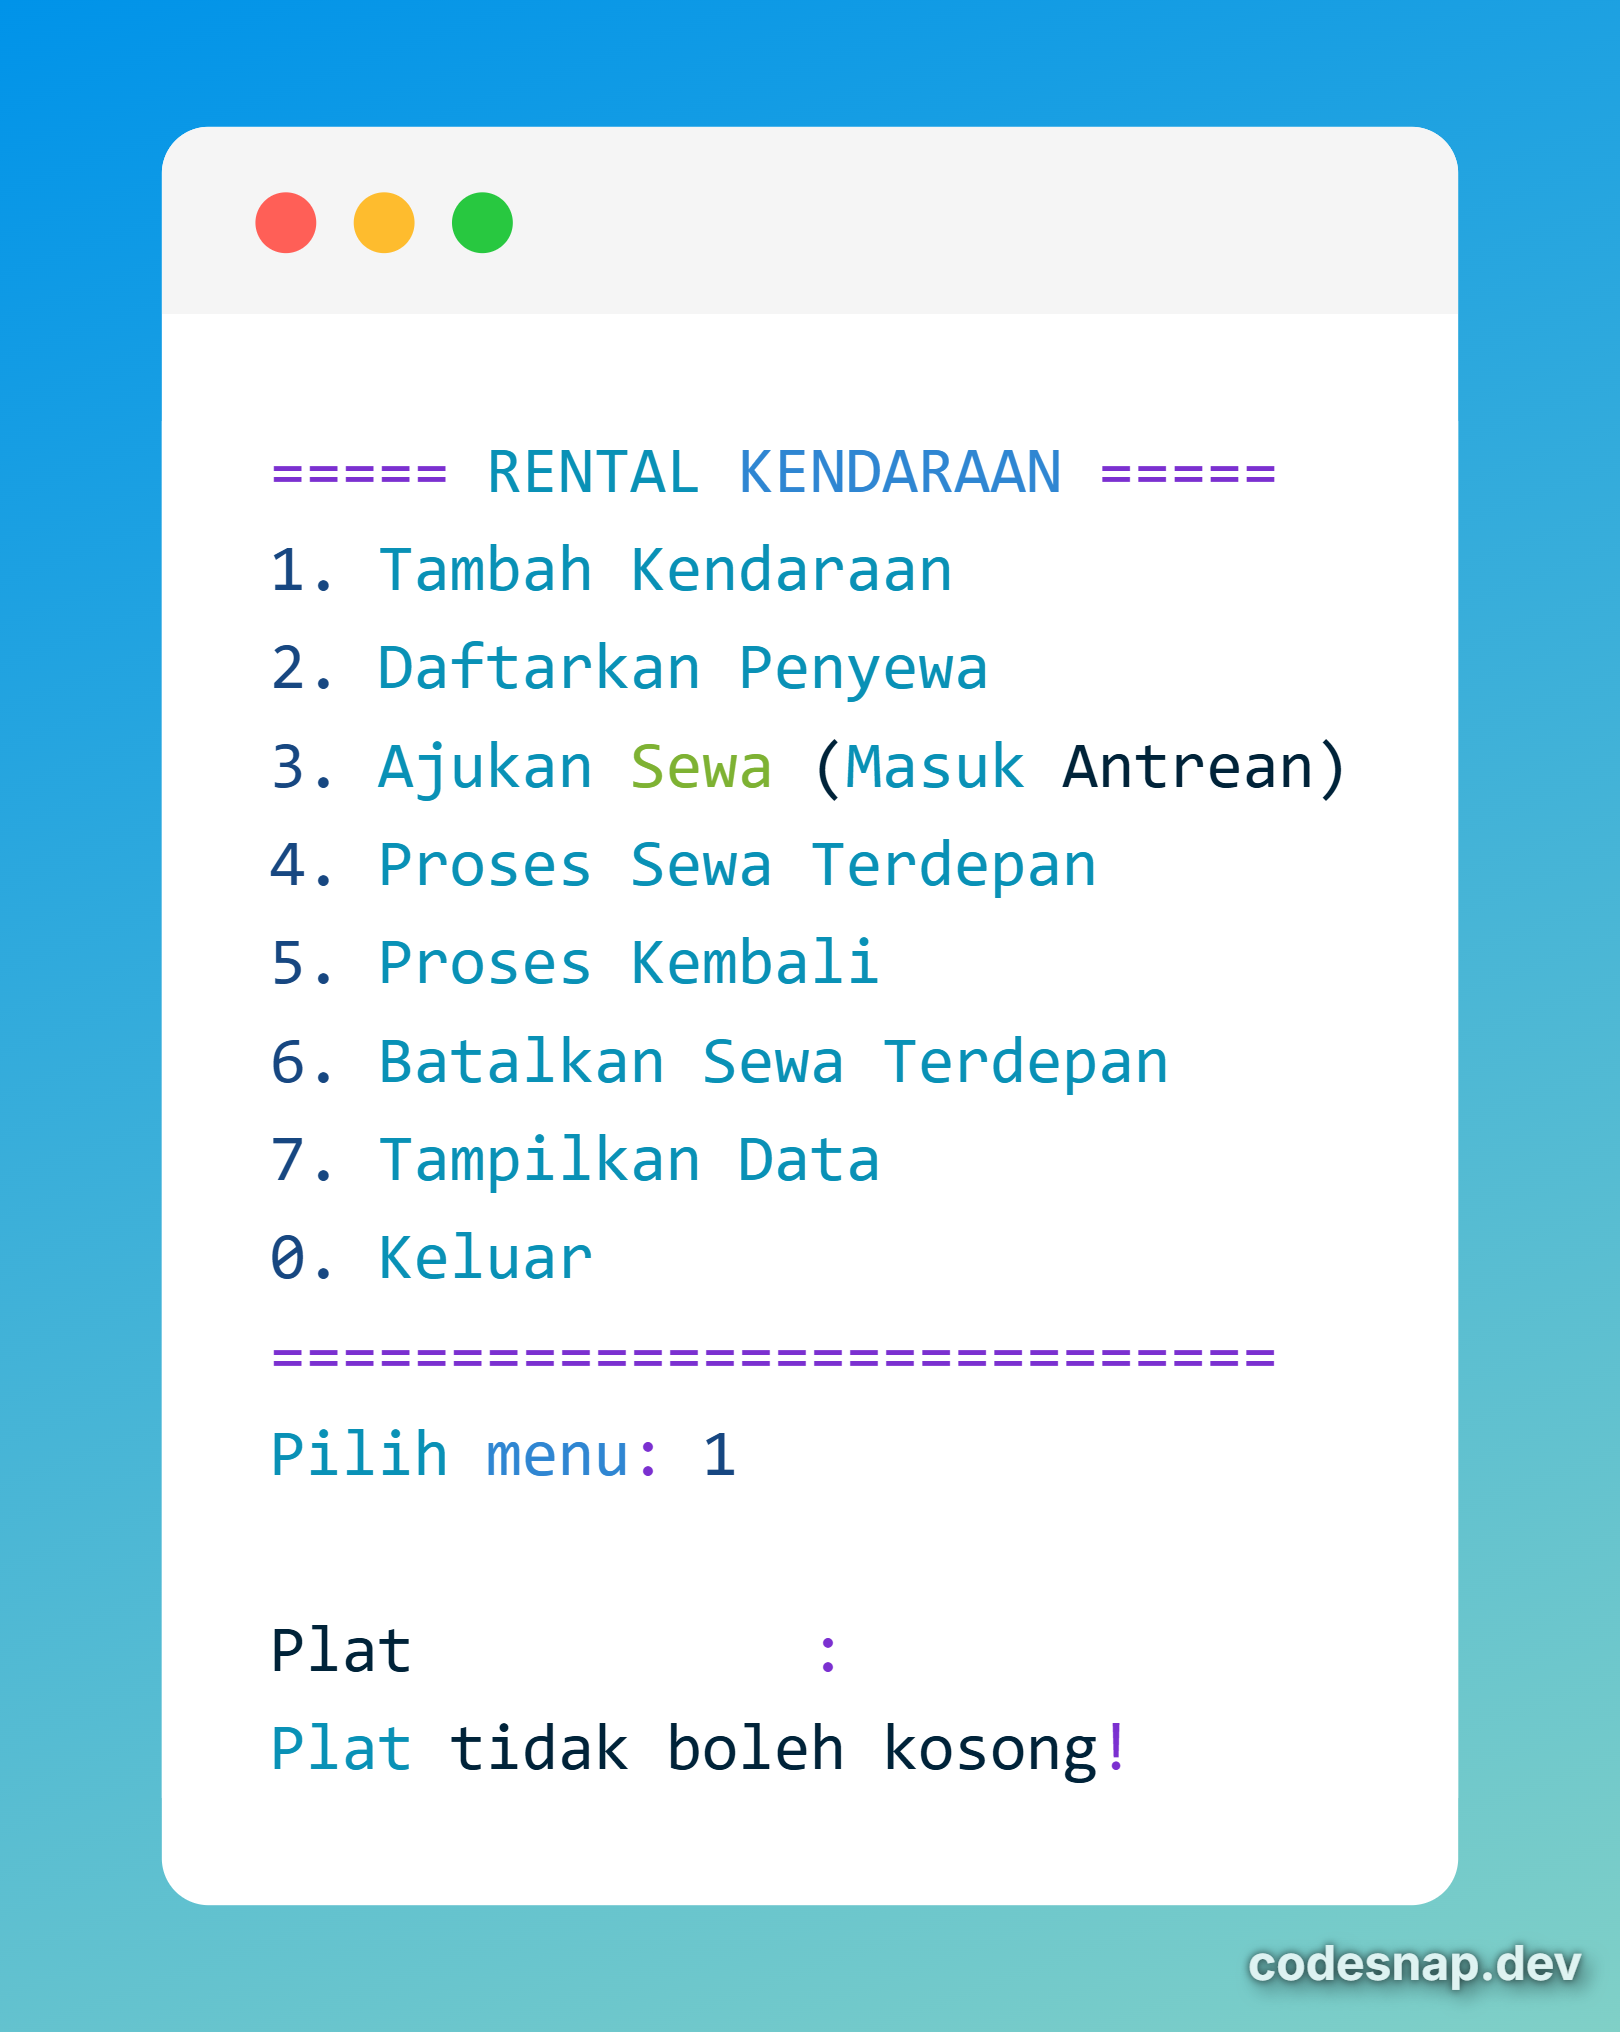 ===== RENTAL KENDARAAN =====
1. Tambah Kendaraan
2. Daftarkan Penyewa
3. Ajukan Sewa (Masuk Antrean)
4. Proses Sewa Terdepan
5. Proses Kembali
6. Batalkan Sewa Terdepan
7. Tampilkan Data
0. Keluar
============================
Pilih menu: 1
Plat           :
Plat tidak boleh kosong!
codesnap.dev